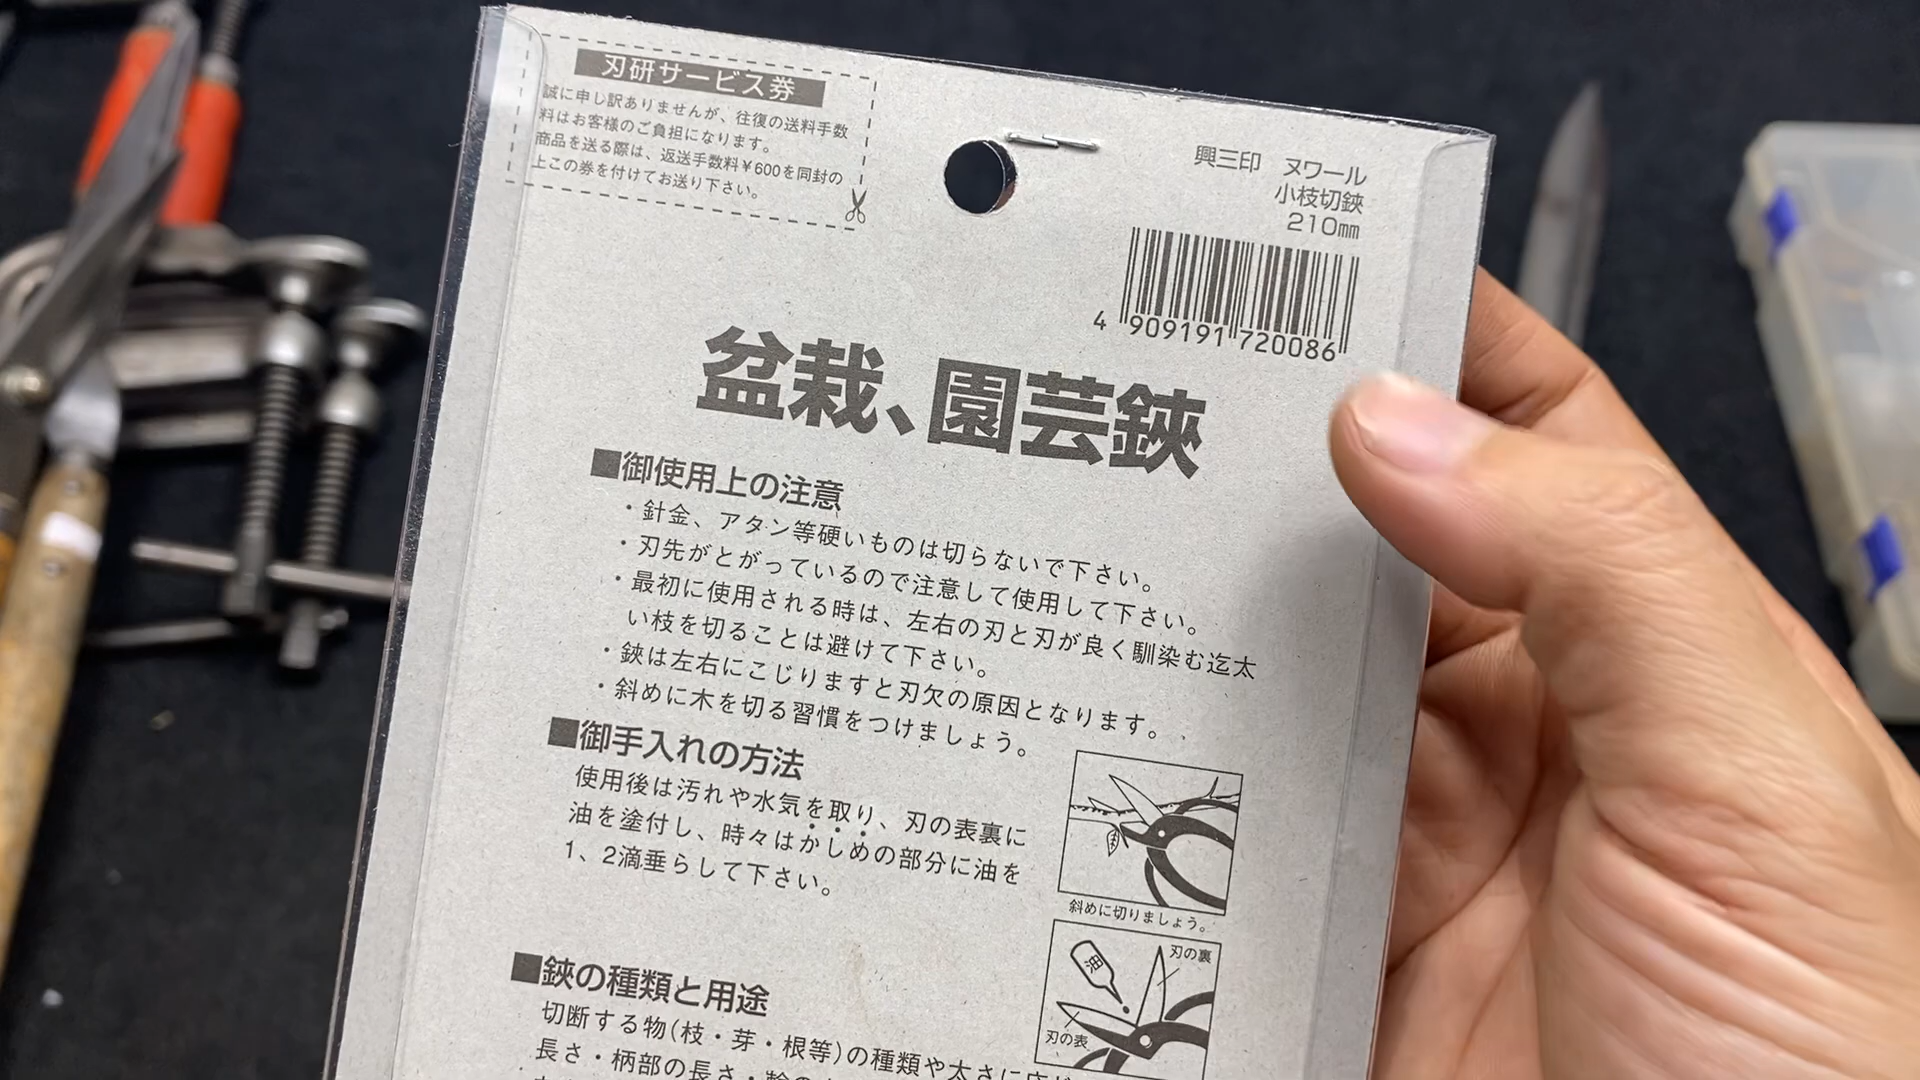 刃研サービス券
誠に申し訳ありませんが、往復の送料手数
料はお客様のご負担になります。
商品を送る際は、返送手数料￥600を同封の
上この券を付けてお送り下さい。
興三印　ヌワール
小枝切鋏
210㎜
4 909191 720086
盆栽、園芸鋏
■御使用上の注意
・針金、アタン等硬いものは切らないで下さい。
・刃先がとがっているので注意して使用して下さい。
・最初に使用される時は、左右の刃と刃が良く馴染む迄太
い枝を切ることは避けて下さい。
・鋏は左右にこじりますと刃欠の原因となります。
・斜めに木を切る習慣をつけましょう。
■御手入れの方法
使用後は汚れや水気を取り、刃の表裏に
油を塗付し、時々はかしめの部分に油を
1、2滴垂らして下さい。
斜めに切りましょう。
油
刃の裏
刃の表
■鋏の種類と用途
切断する物(枝・芽・根等)の種類や太さに
長さ・柄部の長さ・